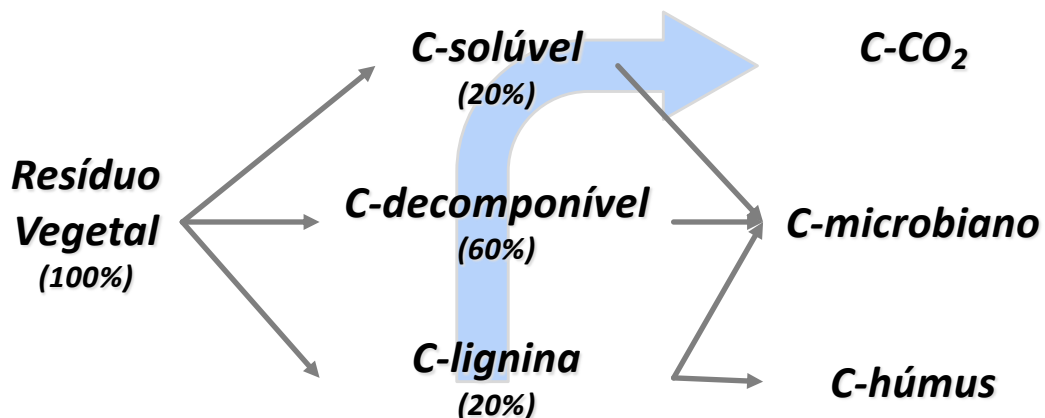 C-solúvel
(20%)
C-CO₂
Resíduo
Vegetal
(100%)
C-decomponível
(60%)
C-microbiano
C-lignina
(20%)
C-húmus